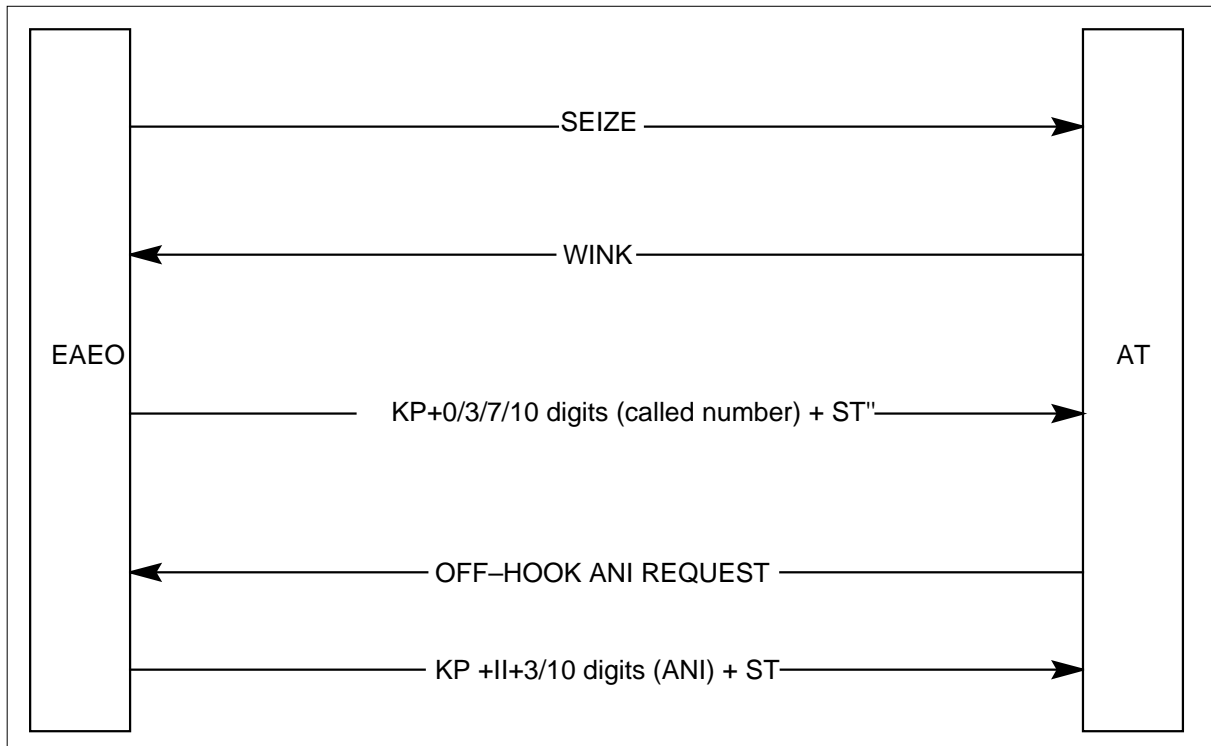 SEIZE
WINK
EAEO
AT
KP+0/3/7/10 digits (called number) + ST"
OFF–HOOK ANI REQUEST
KP +II+3/10 digits (ANI) + ST